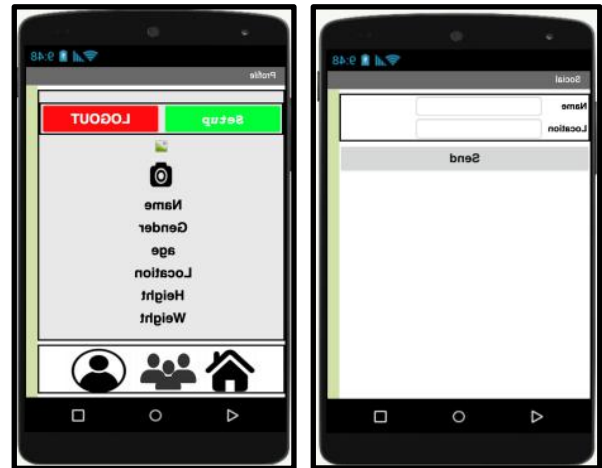 9:48
Profile
Setup LOGOUT
Name
Gender
age
Location
Height
Weight
9:48
Social
Name
Location
Send